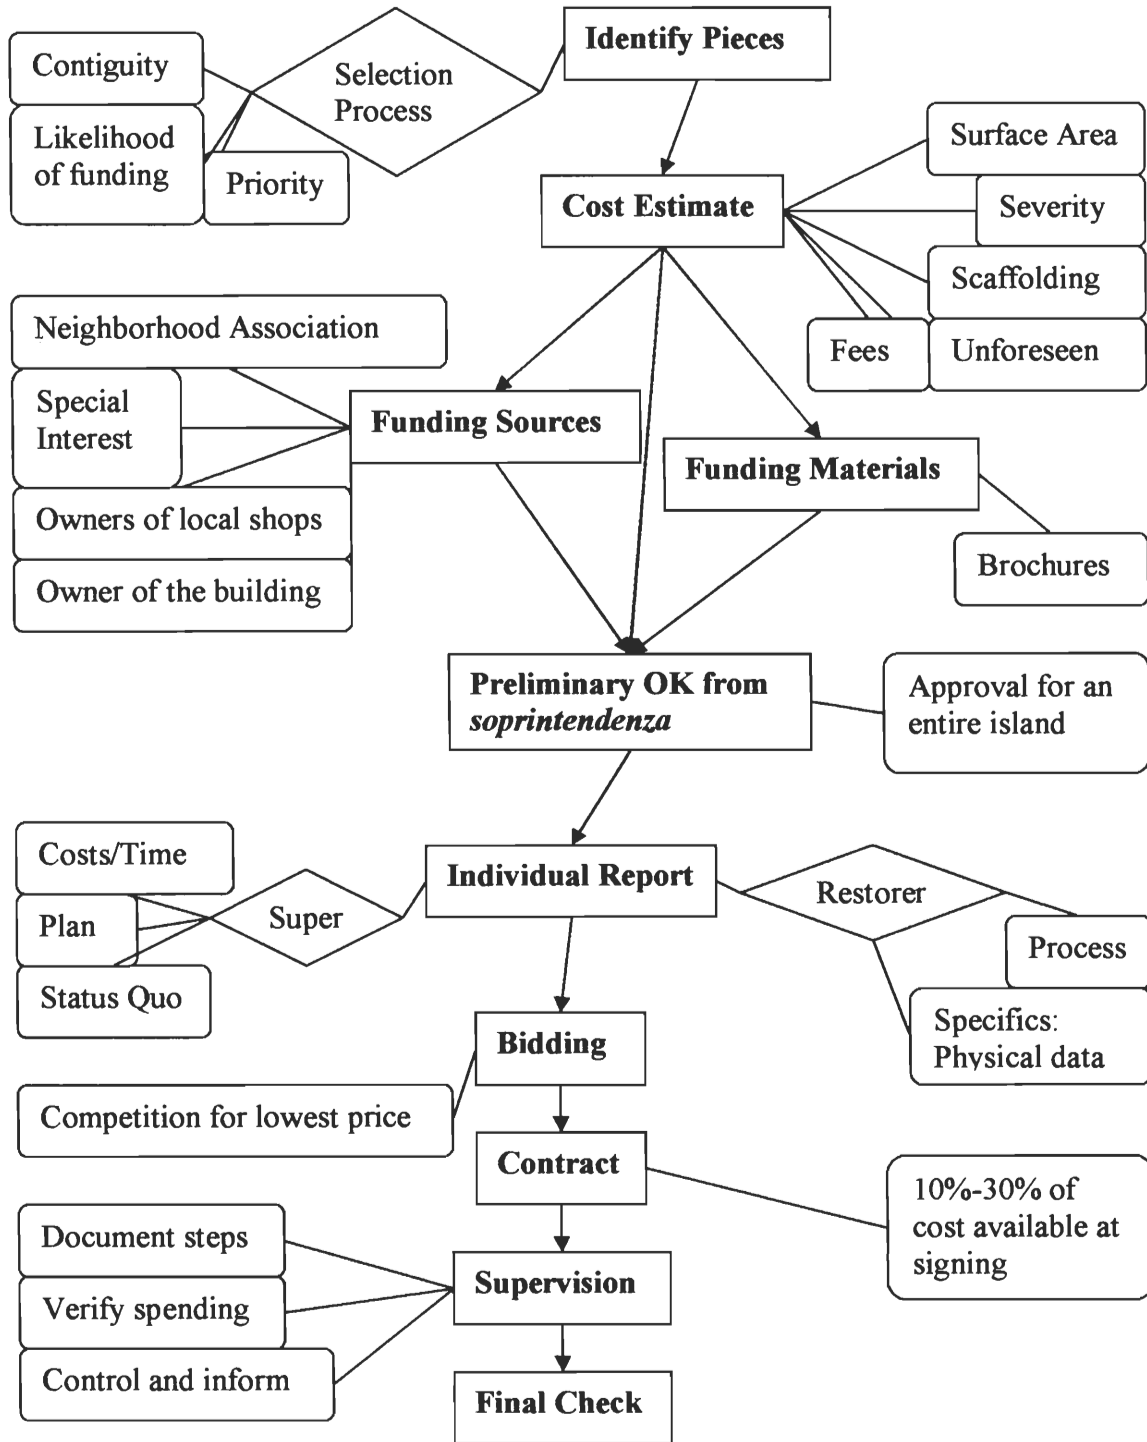 Identify Pieces
Contiguity
Selection
Process
Likelihood
of funding
Priority
Surface Area
Cost Estimate
Severity
Scaffolding
Neighborhood Association
Fees
Unforeseen
Special
Interest
Funding Sources
Funding Materials
Owners of local shops
Brochures
Owner of the building
Preliminary OK from
soprintendenza
Approval for an
entire island
Costs/Time
Individual Report
Restorer
Super
Plan
Process
Status Quo
Specifics:
Physical data
Bidding
Competition for lowest price
Contract
10%-30% of
cost available at
signing
Document steps
Supervision
Verify spending
Control and inform
Final Check